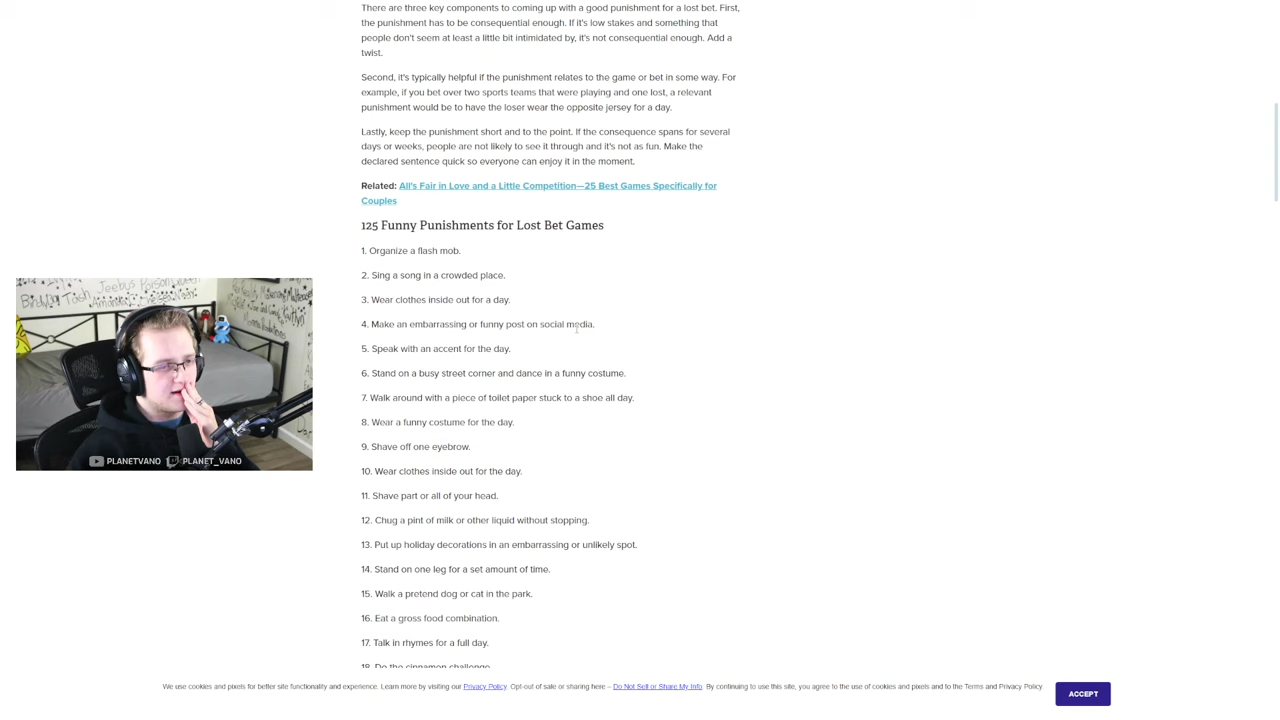 There are three key components to coming up with a good punishment for a lost bet. First,
the punishment has to be consequential enough. If it's low stakes and something that
people don't seem at least a little bit intimidated by, it's not consequential enough. Add a
twist.
Second, it's typically helpful if the punishment relates to the game or bet in some way. For
example, if you bet over two sports teams that were playing and one lost, a relevant
punishment would be to have the loser wear the opposite jersey for a day.
Lastly, keep the punishment short and to the point. If the consequence spans for several
days or weeks, people are not likely to see it through and it's not as fun. Make the
declared sentence quick so everyone can enjoy it in the moment.
Related: All's Fair in Love and a Little Competition—25 Best Games Specifically for
Couples
125 Funny Punishments for Lost Bet Games
1. Organize a flash mob.
2. Sing a song in a crowded place.
3. Wear clothes inside out for a day.
4. Make an embarrassing or funny post on social media.
5. Speak with an accent for the day.
6. Stand on a busy street corner and dance in a funny costume.
7. Walk around with a piece of toilet paper stuck to a shoe all day.
8. Wear a funny costume for the day.
9. Shave off one eyebrow.
10. Wear clothes inside out for the day.
11. Shave part or all of your head.
12. Chug a pint of milk or other liquid without stopping.
13. Put up holiday decorations in an embarrassing or unlikely spot.
14. Stand on one leg for a set amount of time.
15. Walk a pretend dog or cat in the park.
16. Eat a gross food combination.
17. Talk in rhymes for a full day.
18. Do the cinnamon challenge.
Jeebus Poison
Tash
PLANETVANO PLANET_VANO
We use cookies and pixels for better site functionality and experience. Learn more by visiting our Privacy Policy. Opt-out of sale or sharing here – Do Not Sell or Share My Info. By continuing to use this site, you agree to the use of cookies and pixels and to the Terms and Privacy Policy
ACCEPT